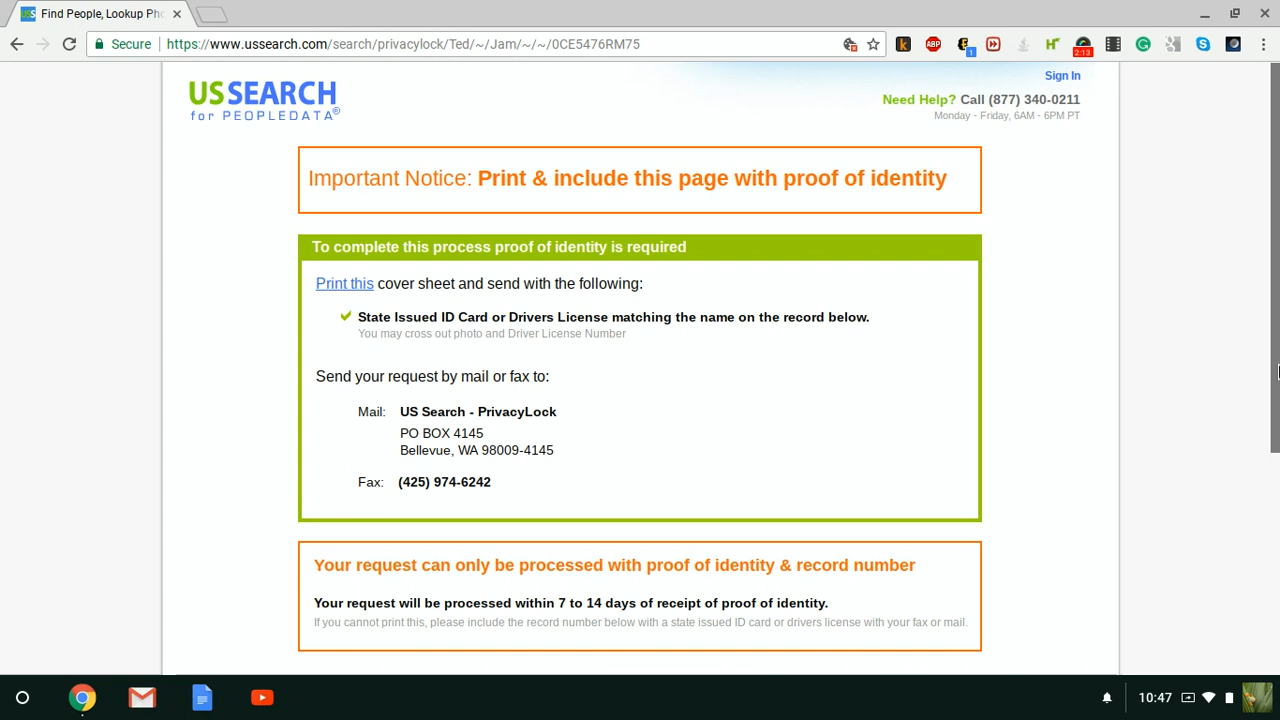 Find People, Lookup Pho
Secure https://www.ussearch.com/search/privacylock/Ted/~/Jam/~/~/0CE5476RM75
ABP
1
2:13
Sign In
US SEARCH
for PEOPLEDATA®
Need Help? Call (877) 340-0211
Monday - Friday, 6AM - 6PM PT
Important Notice: Print & include this page with proof of identity
To complete this process proof of identity is required
Print this cover sheet and send with the following:
State Issued ID Card or Drivers License matching the name on the record below.
You may cross out photo and Driver License Number
Send your request by mail or fax to:
Mail: US Search - PrivacyLock
PO BOX 4145
Bellevue, WA 98009-4145
Fax: (425) 974-6242
Your request can only be processed with proof of identity & record number
Your request will be processed within 7 to 14 days of receipt of proof of identity.
If you cannot print this, please include the record number below with a state issued ID card or drivers license with your fax or mail.
10:47